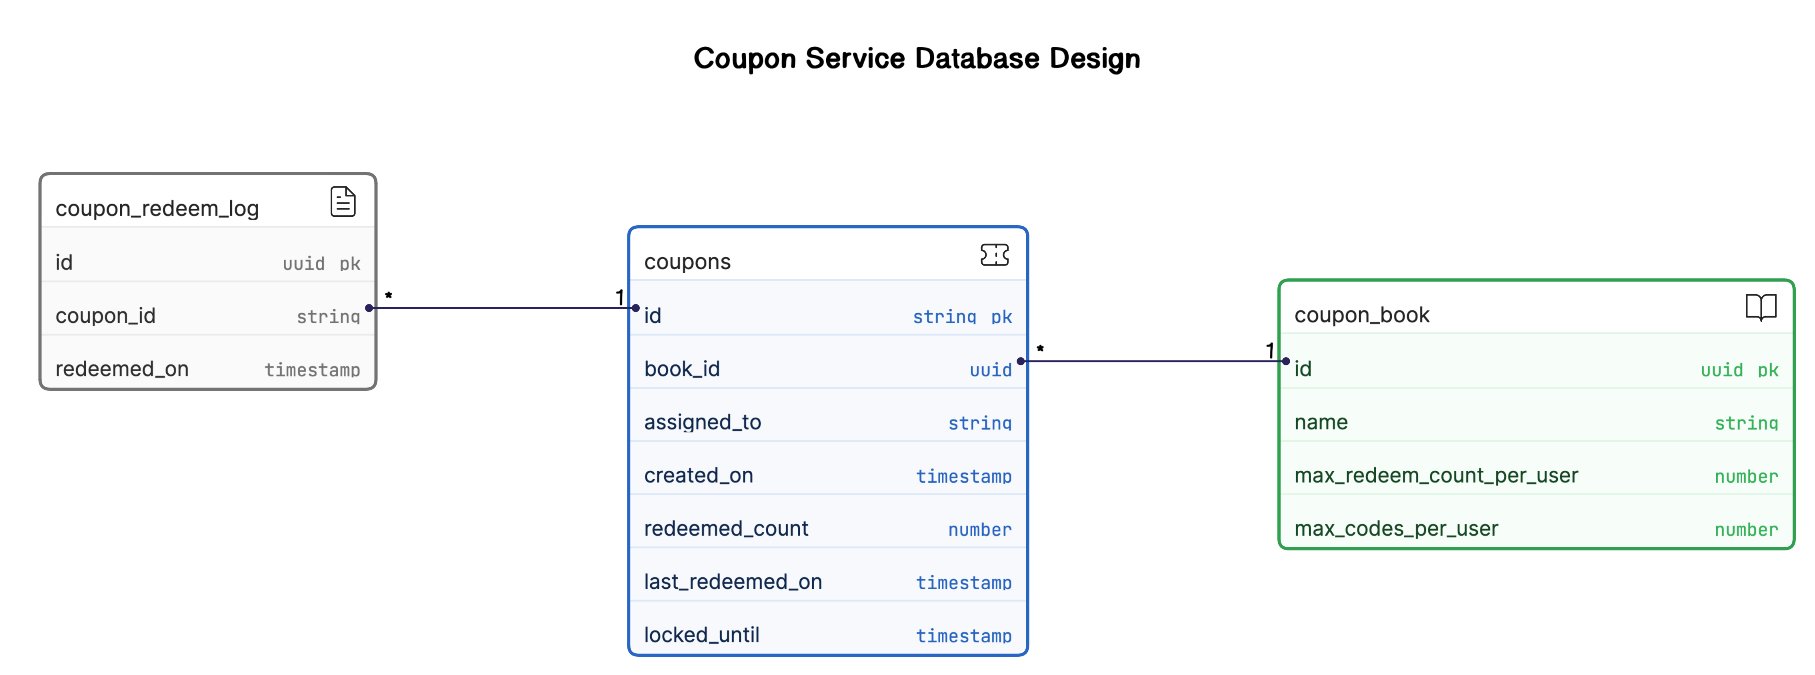 Coupon Service Database Design
coupon_redeem_log
id uuid pk
coupon_id string
redeemed_on timestamp
* 1
coupons
id string pk
book_id uuid
assigned_to string
created_on timestamp
redeemed_count number
last_redeemed_on timestamp
locked_until timestamp
* 1
coupon_book
id uuid pk
name string
max_redeem_count_per_user number
max_codes_per_user number